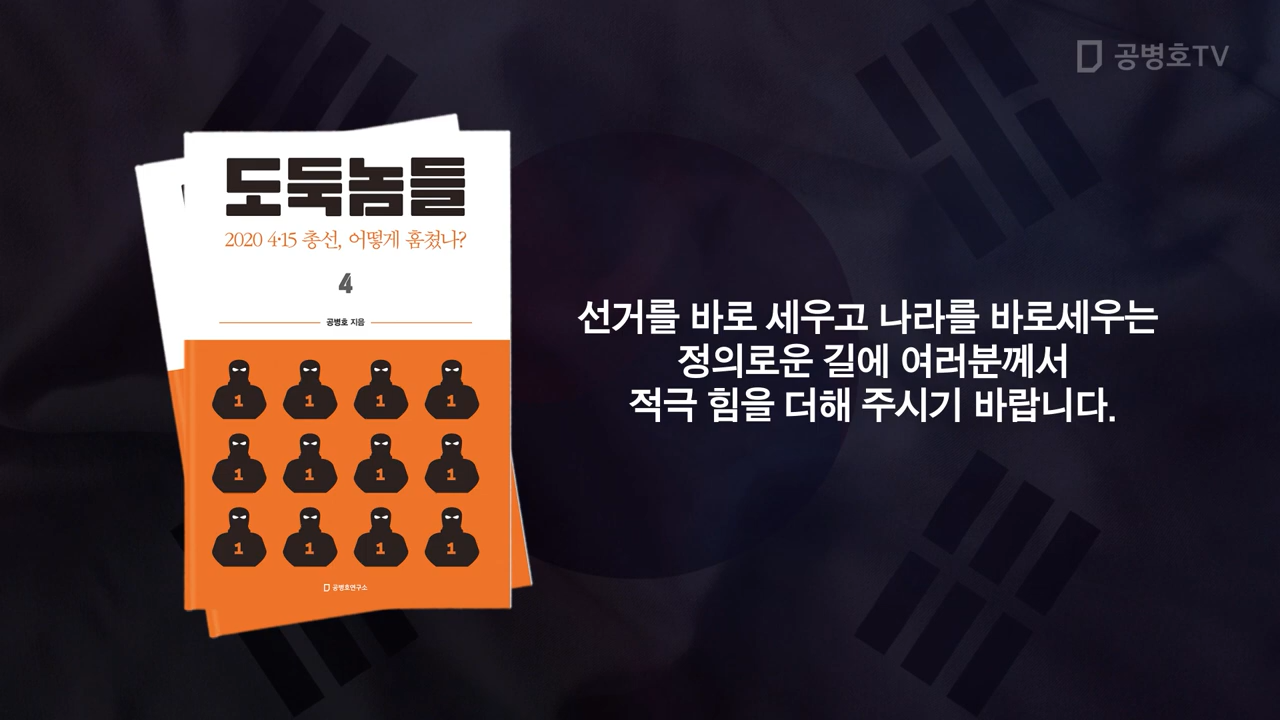 공병호TV
도둑놈들
2020 4·15 총선, 어떻게 훔쳤나?
4
공병호 지음
1 1 1 1
1 1 1 1
1 1 1 1
공병호연구소
선거를 바로 세우고 나라를 바로세우는
정의로운 길에 여러분께서
적극 힘을 더해 주시기 바랍니다.